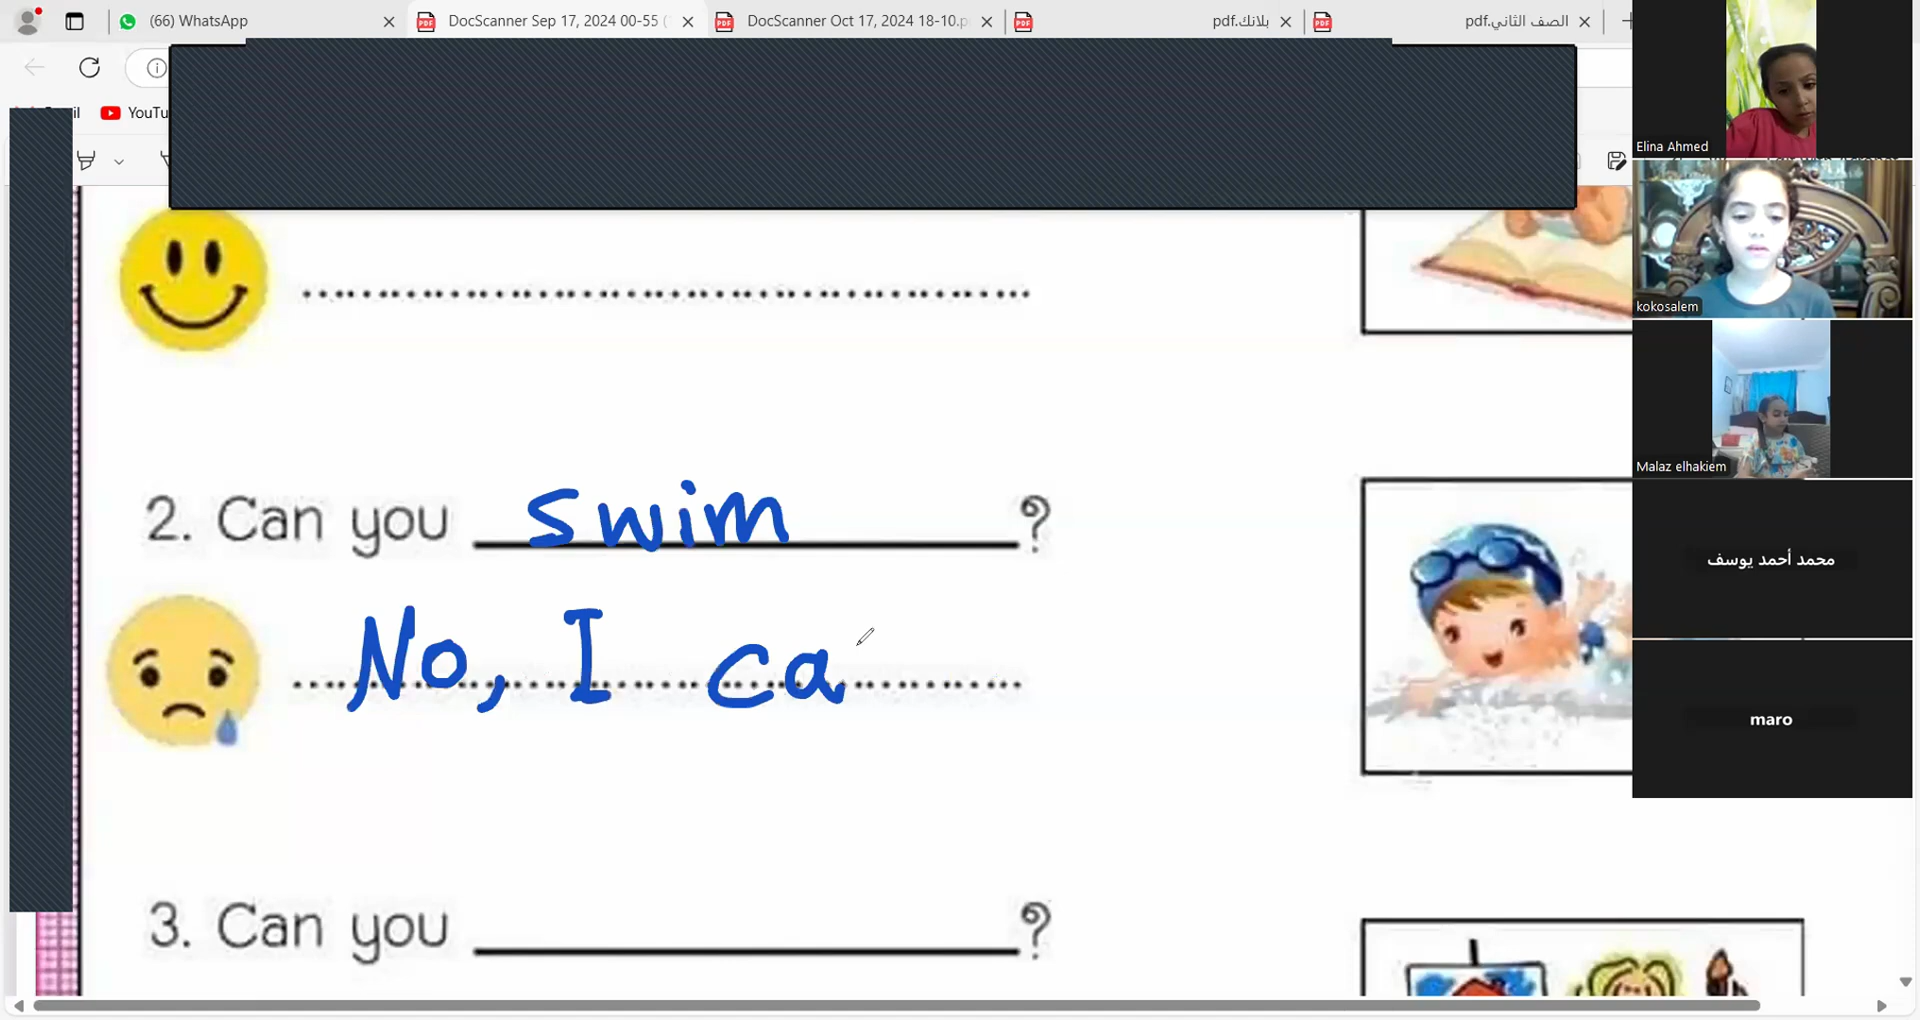 (66) WhatsApp
DocScanner Sep 17, 2024 00-55 (
DocScanner Oct 17, 2024 18-10.p
بلانك.pdf
الصف الثاني.pdf
YouTu
Elina Ahmed
kokosalem
Malaz elhakiem
محمد أحمد يوسف
maro
2. Can you swim ?
No, I ca
3. Can you ?